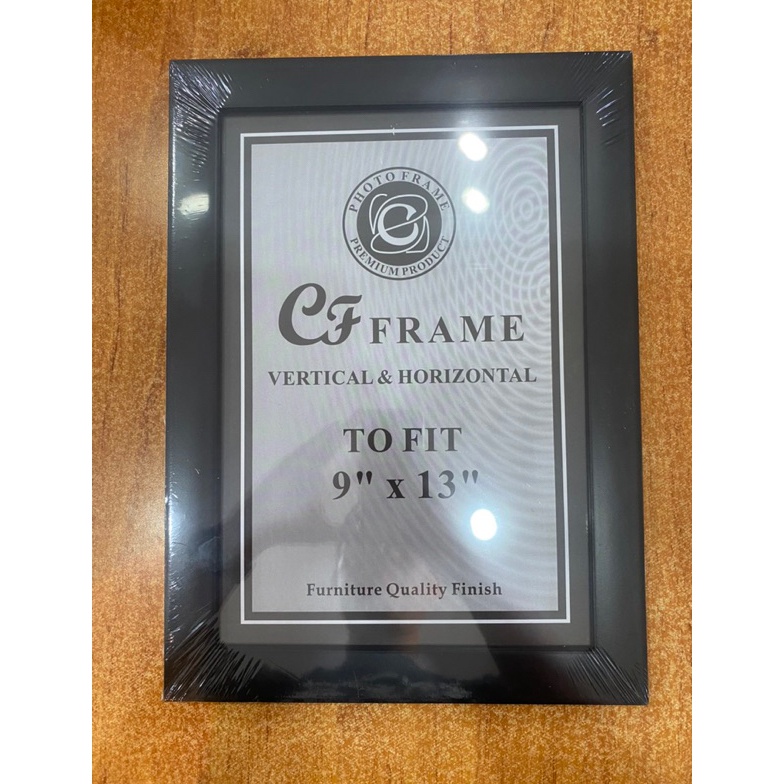 PHOTO FRAME
C
PREMIUM PRODUCT
CF FRAME
VERTICAL & HORIZONTAL
TO FIT
9" x 13"
Furniture Quality Finish